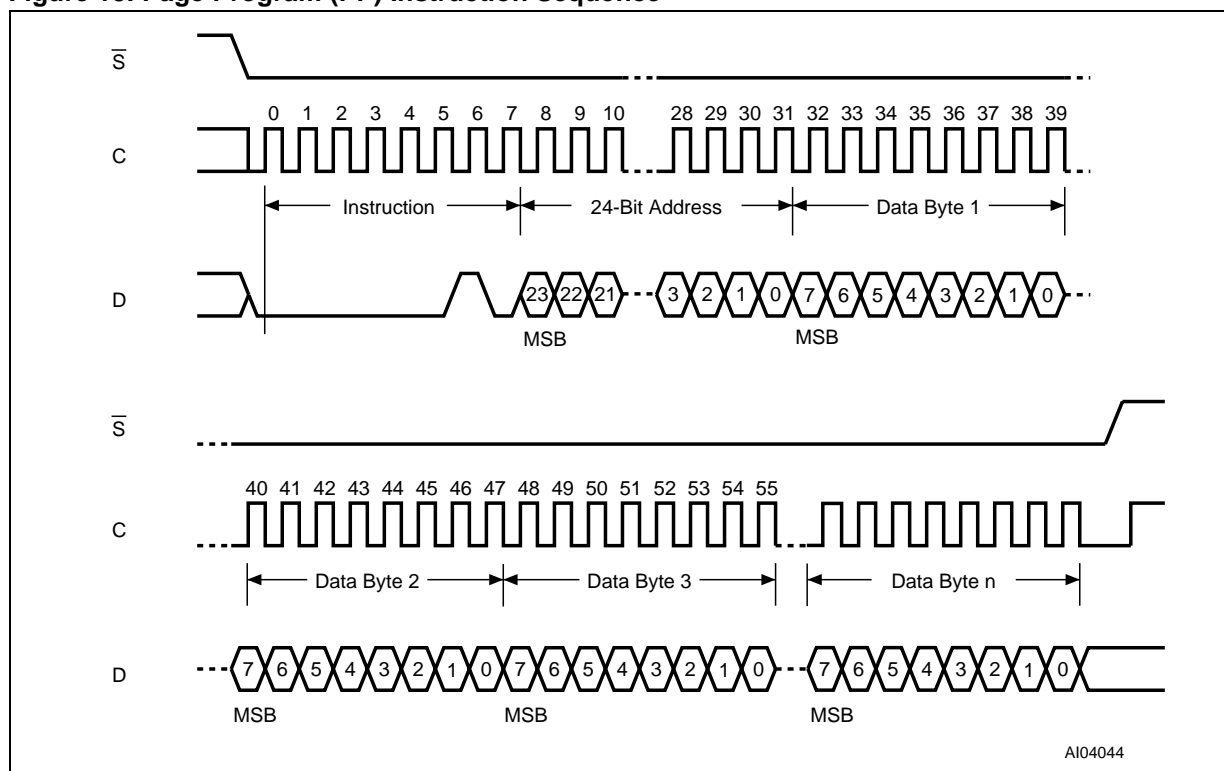 Page Program (PP) Instruction Sequence
S̅
0 1 2 3 4 5 6 7 8 9 10 28 29 30 31 32 33 34 35 36 37 38 39
C
Instruction 24-Bit Address Data Byte 1
D 23 22 21 3 2 1 0 7 6 5 4 3 2 1 0
MSB MSB
S̅
40 41 42 43 44 45 46 47 48 49 50 51 52 53 54 55
C
Data Byte 2 Data Byte 3 Data Byte n
D 7 6 5 4 3 2 1 0 7 6 5 4 3 2 1 0 7 6 5 4 3 2 1 0
MSB MSB MSB
AI04044